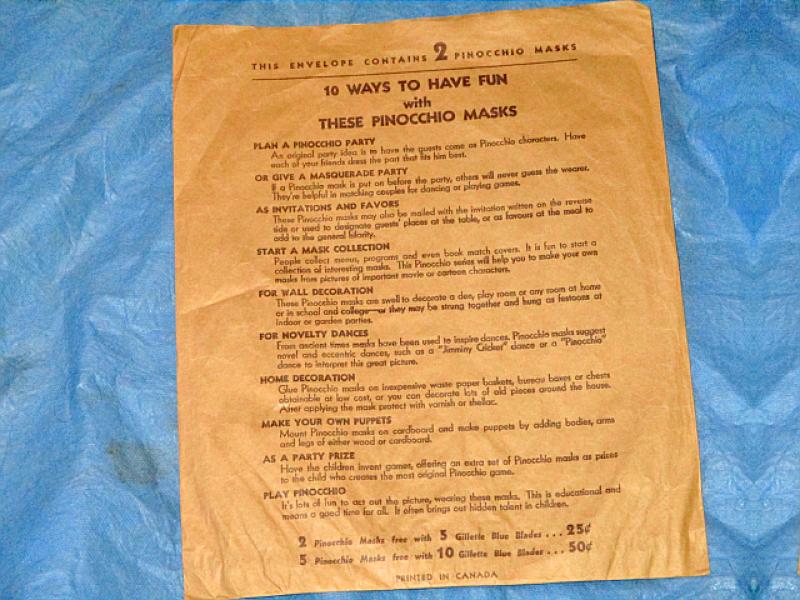 THIS ENVELOPE CONTAINS 2 PINOCCHIO MASKS
10 WAYS TO HAVE FUN
with
THESE PINOCCHIO MASKS
PLAN A PINOCCHIO PARTY
An original party idea is to have the guests come as Pinocchio characters. Have
each of your friends dress the part that fits him best.
OR GIVE A MASQUERADE PARTY
If a Pinocchio mask is put on before the party, others will never guess the wearer.
They're helpful in matching couples for dancing or playing games.
AS INVITATIONS AND FAVORS
These Pinocchio masks may also be mailed with the invitation written on the reverse
side or used to designate guests' places at the table, or as favours at the meal to
add to the general hilarity.
START A MASK COLLECTION
People collect menus, programs and even book match covers. It is fun to start a
collection of interesting masks. This Pinocchio series will help you to make your own
masks from pictures of important movie or cartoon characters.
FOR WALL DECORATION
These Pinocchio masks are swell to decorate a den, play room or any room at home
or in school and college—or they may be strung together and hung as festoons at
indoor or garden parties.
FOR NOVELTY DANCES
From ancient times masks have been used to inspire dances. Pinocchio masks suggest
novel and eccentric dances, such as a "Jiminy Cricket" dance or a "Pinocchio"
dance to interpret this great picture.
HOME DECORATION
Glue Pinocchio masks on inexpensive waste paper baskets, bureau boxes or chests
obtainable at low cost, or you can decorate lots of old pieces around the house.
After applying the mask protect with varnish or shellac.
MAKE YOUR OWN PUPPETS
Mount Pinocchio masks on cardboard and make puppets by adding bodies, arms
and legs of either wood or cardboard.
AS A PARTY PRIZE
Have the children invent games, offering an extra set of Pinocchio masks as prizes
to the child who creates the most original Pinocchio game.
PLAY PINOCCHIO
It's lots of fun to act out the picture, wearing these masks. This is educational and
means a good time for all. It often brings out hidden talent in children.
2 Pinocchio Masks free with 5 Gillette Blue Blades . . . 25¢
5 Pinocchio Masks free with 10 Gillette Blue Blades . . . 50¢
PRINTED IN CANADA